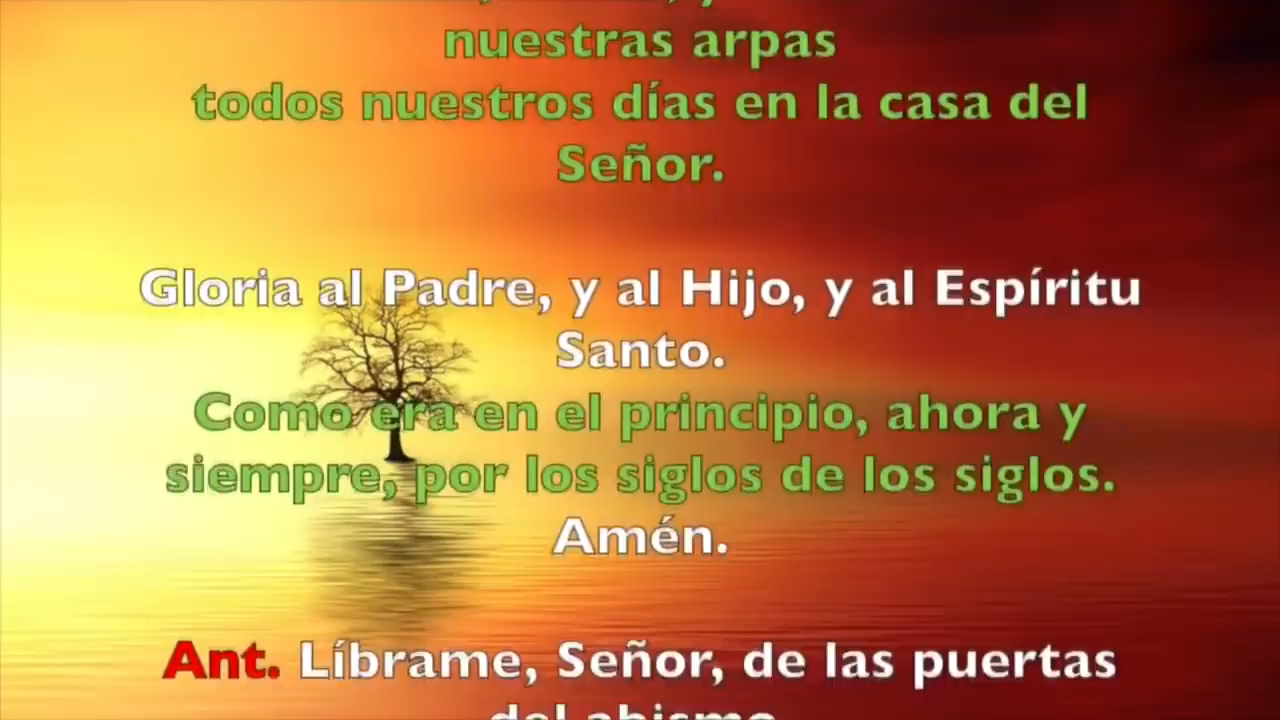 nuestras arpas
todos nuestros días en la casa del
Señor.
Gloria al Padre, y al Hijo, y al Espíritu
Santo.
Como era en el principio, ahora y
siempre, por los siglos de los siglos.
Amén.
Ant. Líbrame, Señor, de las puertas
del abismo